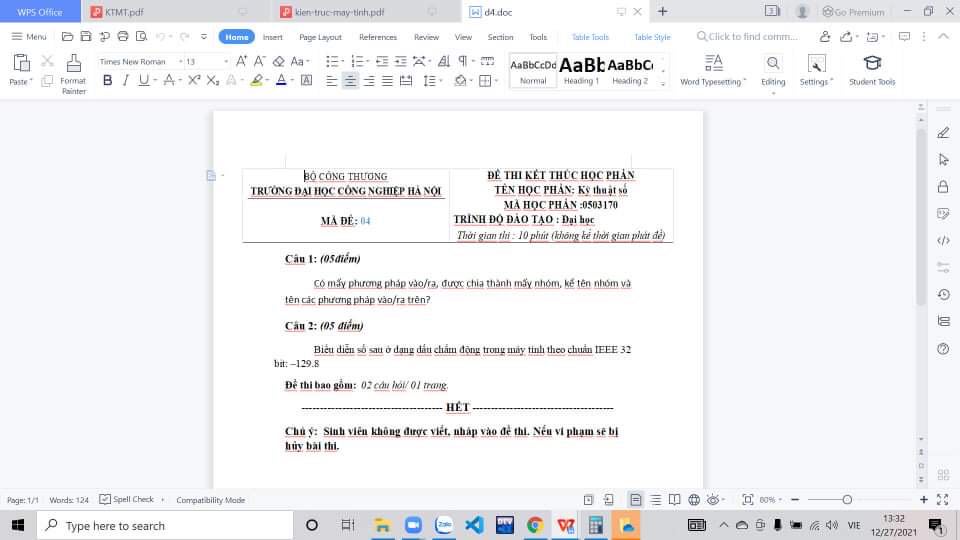 WPS Office
KTMT.pdf
kien-truc-may-tinh.pdf
d4.doc
Go Premium
Menu
Home
Insert
Page Layout
References
Review
View
Section
Tools
Table Tools
Table Style
Click to find comm...
Paste
Format Painter
Times New Roman
13
AaBbCcDd
Normal
AaBb
Heading 1
AaBbCc
Heading 2
Word Typesetting
Editing
Settings
Student Tools
BỘ CÔNG THƯƠNG
TRƯỜNG ĐẠI HỌC CÔNG NGHIỆP HÀ NỘI
MÃ ĐỀ: 04
ĐỀ THI KẾT THÚC HỌC PHẦN
TÊN HỌC PHẦN: Kỹ thuật số
MÃ HỌC PHẦN :0503170
TRÌNH ĐỘ ĐÀO TẠO : Đại học
Thời gian thi : 10 phút (không kể thời gian phát đề)
Câu 1: (05điểm)
Có mấy phương pháp vào/ra, được chia thành mấy nhóm, kể tên nhóm và
tên các phương pháp vào/ra trên?
Câu 2: (05 điểm)
Biểu diễn số sau ở dạng dấu chấm động trong máy tính theo chuẩn IEEE 32
bit: –129.8
Đề thi bao gồm: 02 câu hỏi/ 01 trang.
--------------------------------------- HẾT ---------------------------------------
Chú ý: Sinh viên không được viết, nháp vào đề thi. Nếu vi phạm sẽ bị
hủy bài thi.
Page: 1/1
Words: 124
Spell Check
Compatibility Mode
80%
Type here to search
VIE
13:32
12/27/2021